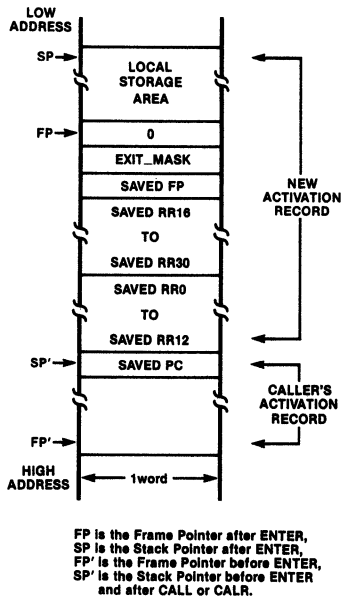 LOW
ADDRESS
SP
LOCAL
STORAGE
AREA
FP
0
EXIT_MASK
SAVED FP
SAVED RR16
TO
SAVED RR30
SAVED RR0
TO
SAVED RR12
NEW
ACTIVATION
RECORD
SP'
SAVED PC
CALLER'S
ACTIVATION
RECORD
FP'
HIGH
ADDRESS
1word
FP is the Frame Pointer after ENTER,
SP is the Stack Pointer after ENTER,
FP' is the Frame Pointer before ENTER,
SP' is the Stack Pointer before ENTER
and after CALL or CALR.